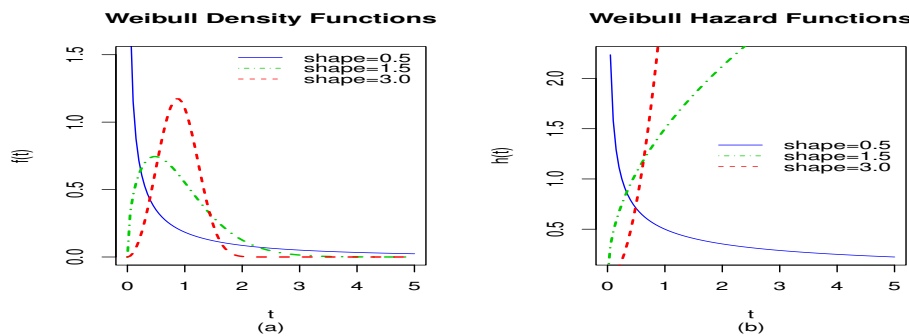 Weibull Density Functions
f(t)
0.0 0.5 1.0 1.5
shape=0.5
shape=1.5
shape=3.0
0 1 2 3 4 5
t
(a)
Weibull Hazard Functions
h(t)
0.5 1.0 1.5 2.0
shape=0.5
shape=1.5
shape=3.0
0 1 2 3 4 5
t
(b)